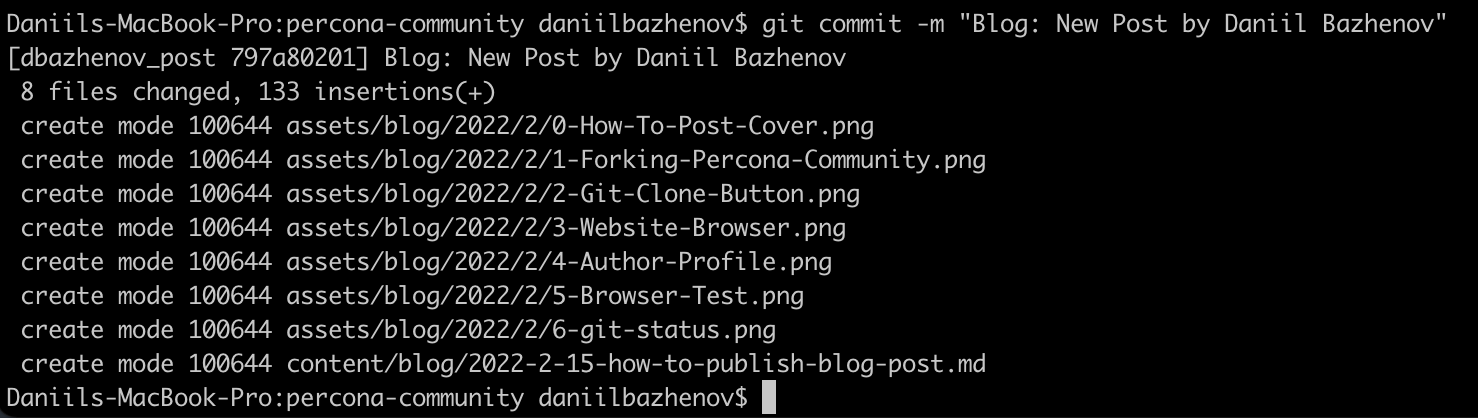 Daniils-MacBook-Pro:percona-community daniilbazhenov$ git commit -m "Blog: New Post by Daniil Bazhenov"
[dbazhenov_post 797a80201] Blog: New Post by Daniil Bazhenov
8 files changed, 133 insertions(+)
create mode 100644 assets/blog/2022/2/0-How-To-Post-Cover.png
create mode 100644 assets/blog/2022/2/1-Forking-Percona-Community.png
create mode 100644 assets/blog/2022/2/2-Git-Clone-Button.png
create mode 100644 assets/blog/2022/2/3-Website-Browser.png
create mode 100644 assets/blog/2022/2/4-Author-Profile.png
create mode 100644 assets/blog/2022/2/5-Browser-Test.png
create mode 100644 assets/blog/2022/2/6-git-status.png
create mode 100644 content/blog/2022-2-15-how-to-publish-blog-post.md
Daniils-MacBook-Pro:percona-community daniilbazhenov$